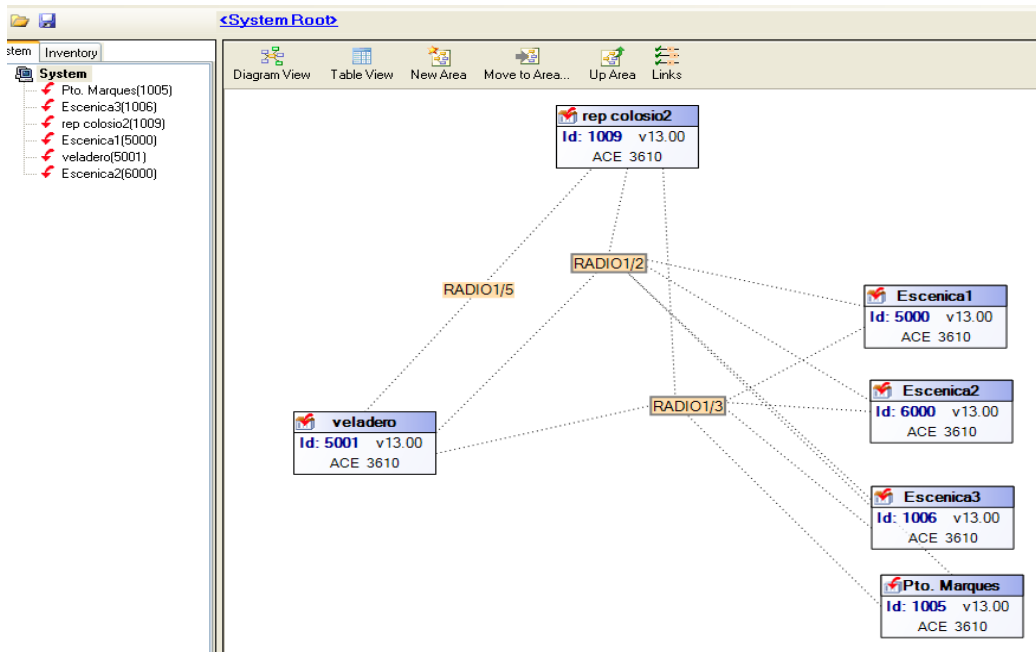 <System Root>
stem Inventory
System
Pto. Marques(1005)
Escenica3(1006)
rep colosio2(1009)
Escenica1(5000)
veladero(5001)
Escenica2(6000)
Diagram View Table View New Area Move to Area... Up Area Links
rep colosio2
Id: 1009 v13.00
ACE 3610
RADIO1/2
RADIO1/5
Escenica1
Id: 5000 v13.00
ACE 3610
Escenica2
Id: 6000 v13.00
ACE 3610
RADIO1/3
veladero
Id: 5001 v13.00
ACE 3610
Escenica3
Id: 1006 v13.00
ACE 3610
Pto. Marques
Id: 1005 v13.00
ACE 3610